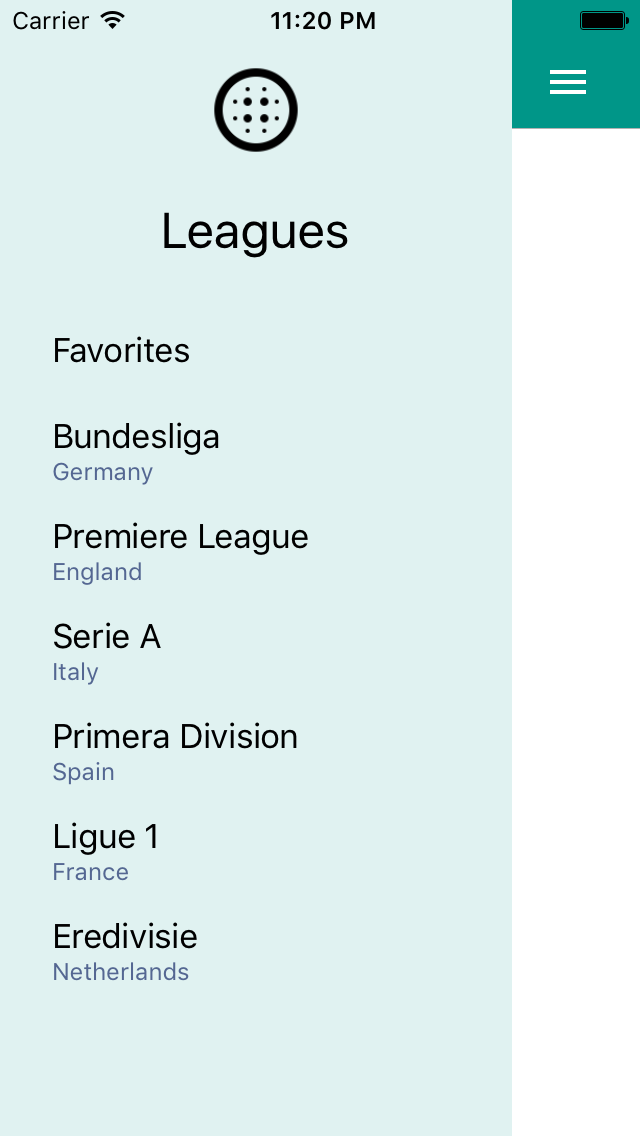 Carrier 11:20 PM
Leagues
Favorites
Bundesliga
Germany
Premiere League
England
Serie A
Italy
Primera Division
Spain
Ligue 1
France
Eredivisie
Netherlands